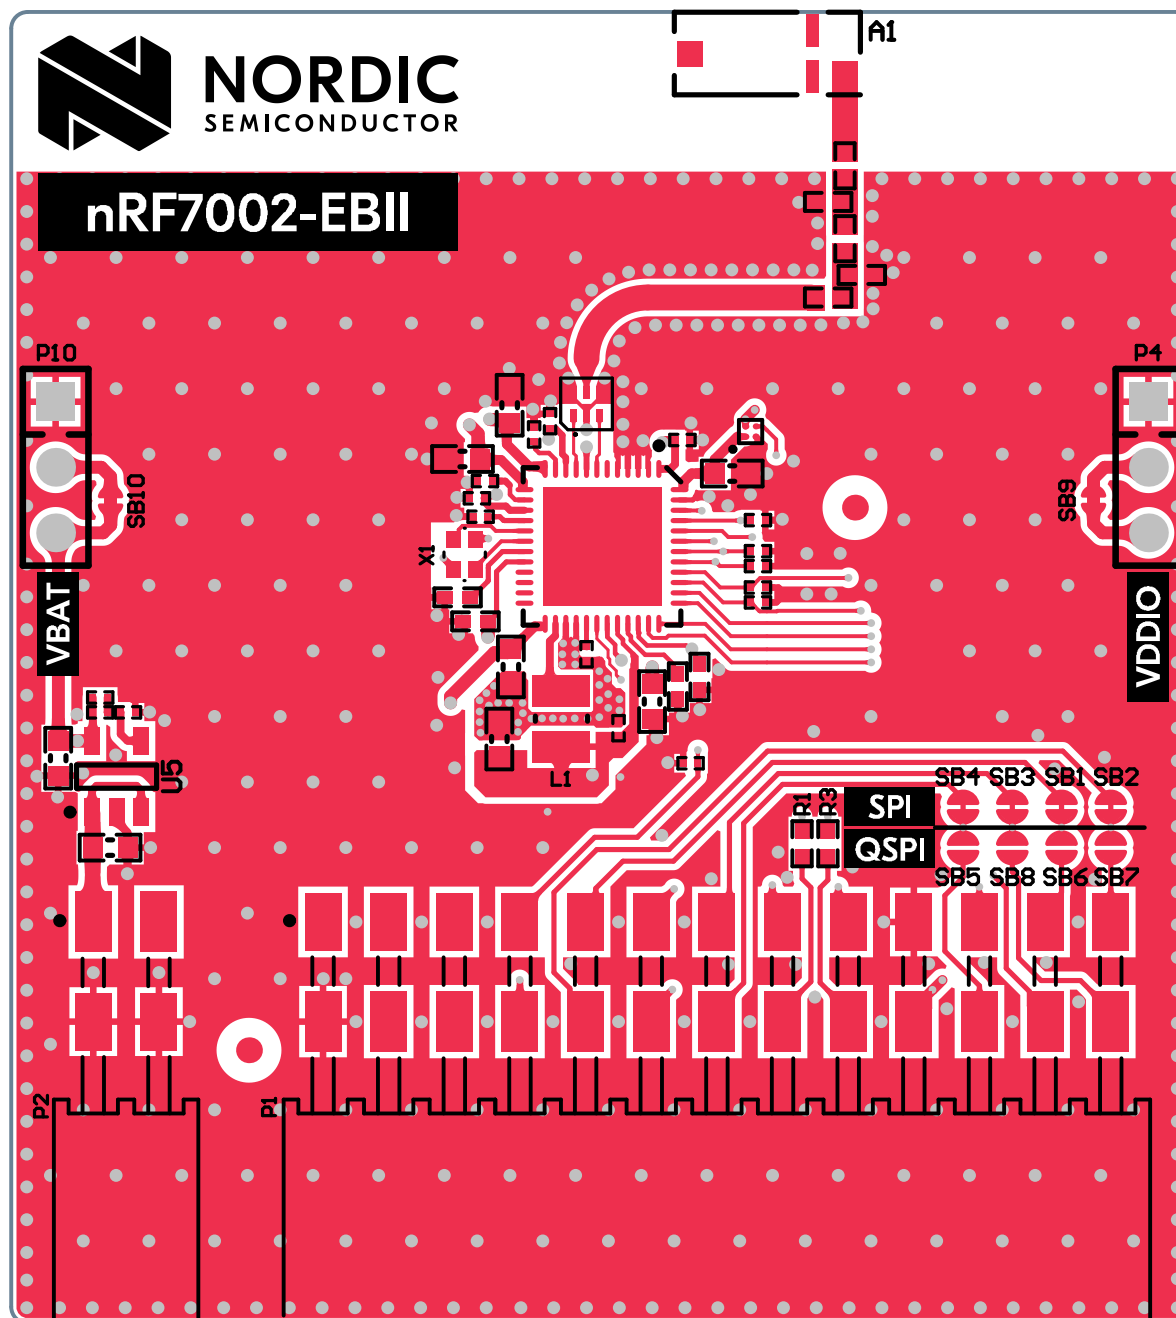 A1
NORDIC
SEMICONDUCTOR
nRF7002-EBII
P10
P4
SB10
SB9
X1
VBAT
VDDIO
U5
L1
SB4 SB3 SB1 SB2
R1 R3
SPI
QSPI
SB5 SB8 SB6 SB7
P2
P1